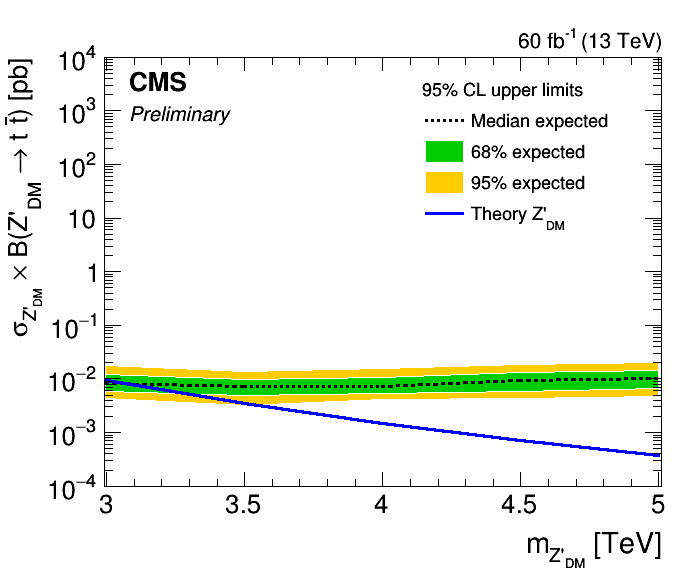 60 fb⁻¹ (13 TeV)
CMS
Preliminary
95% CL upper limits
Median expected
68% expected
95% expected
Theory Z'DM
σZ'DM × B(Z'DM → t t̄) [pb]
10⁴
10³
10²
10
1
10⁻¹
10⁻²
10⁻³
10⁻⁴
3 3.5 4 4.5 5
mZ'DM [TeV]